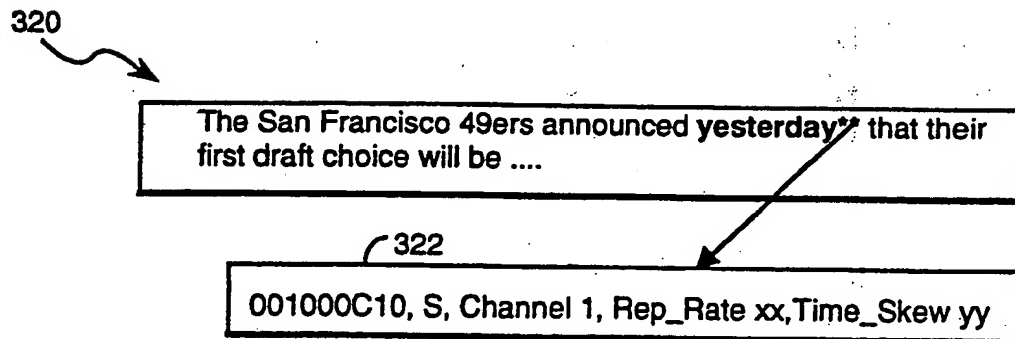 320
The San Francisco 49ers announced yesterday** that their
first draft choice will be ....
322
001000C10, S, Channel 1, Rep_Rate xx,Time_Skew yy